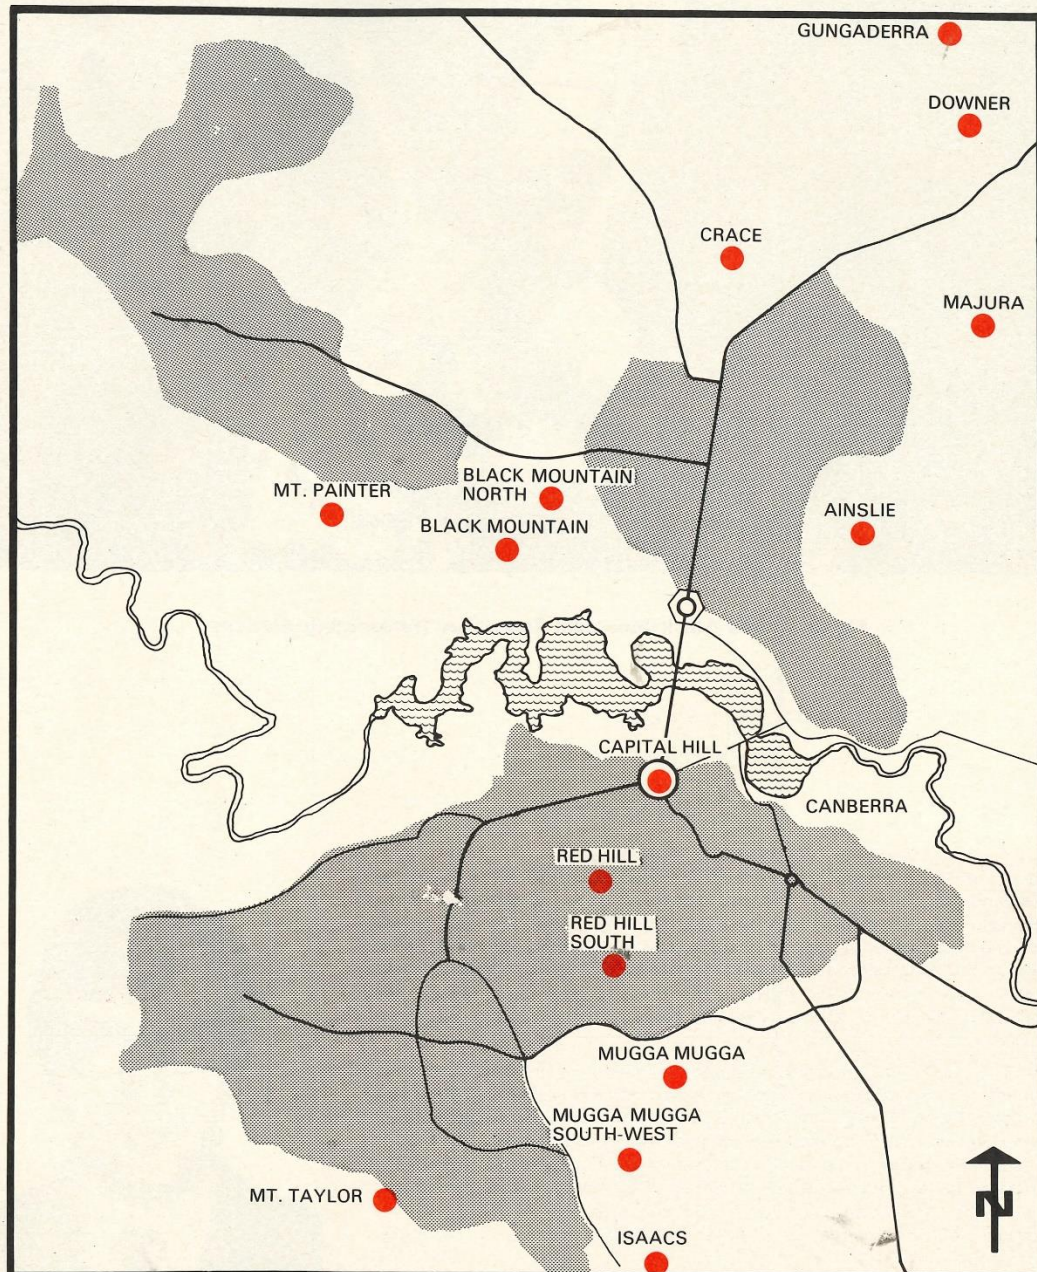 GUNGADERRA
DOWNER
CRACE
MAJURA
BLACK MOUNTAIN
NORTH
MT. PAINTER
AINSLIE
BLACK MOUNTAIN
CAPITAL HILL
CANBERRA
RED HILL
RED HILL
SOUTH
MUGGA MUGGA
MUGGA MUGGA
SOUTH-WEST
MT. TAYLOR
N
ISAACS